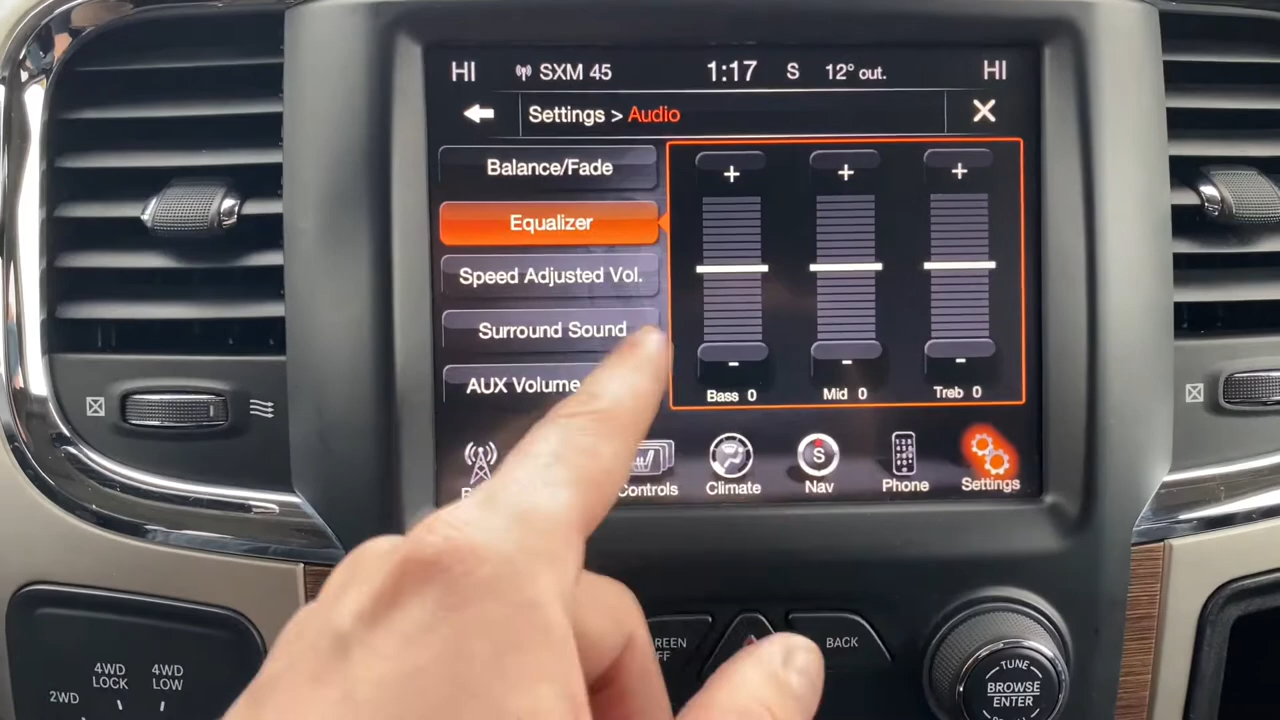 HI SXM 45 1:17 S 12° out. HI
Settings > Audio
Balance/Fade
Equalizer
Speed Adjusted Vol.
Surround Sound
AUX Volume
+ + +
- - -
Bass 0 Mid 0 Treb 0
Controls Climate Nav Phone Settings
S
BACK
4WD LOCK
4WD LOW
2WD
TUNE
BROWSE
ENTER